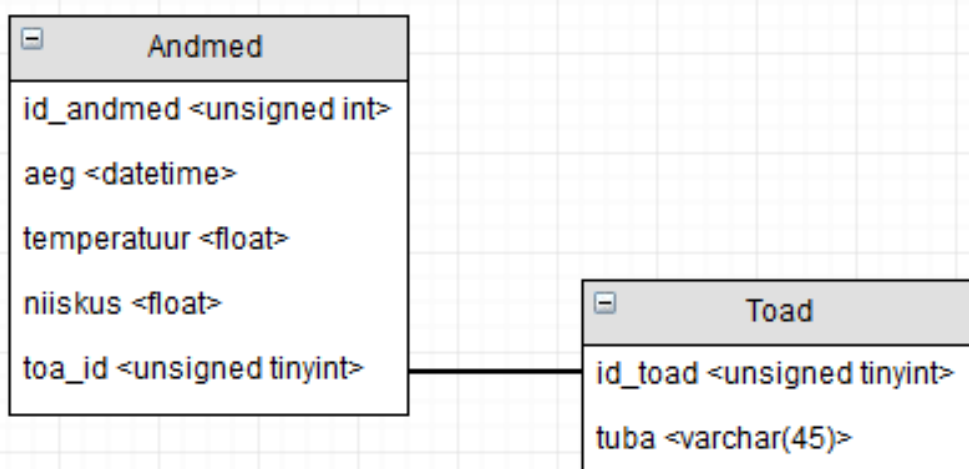 Andmed
id_andmed <unsigned int>
aeg <datetime>
temperatuur <float>
niiskus <float>
toa_id <unsigned tinyint>
Toad
id_toad <unsigned tinyint>
tuba <varchar(45)>